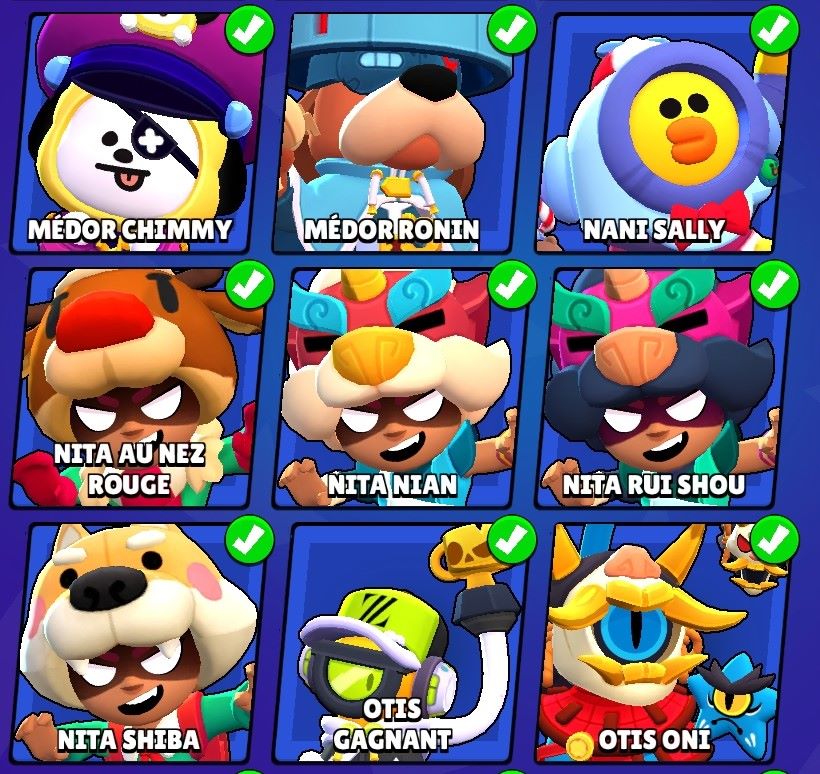 MÉDOR CHIMMY
MÉDOR RONIN
NANI SALLY
NITA AU NEZ
ROUGE
NITA NIAN
NITA RUI SHOU
NITA SHIBA
OTIS
GAGNANT
OTIS ONI